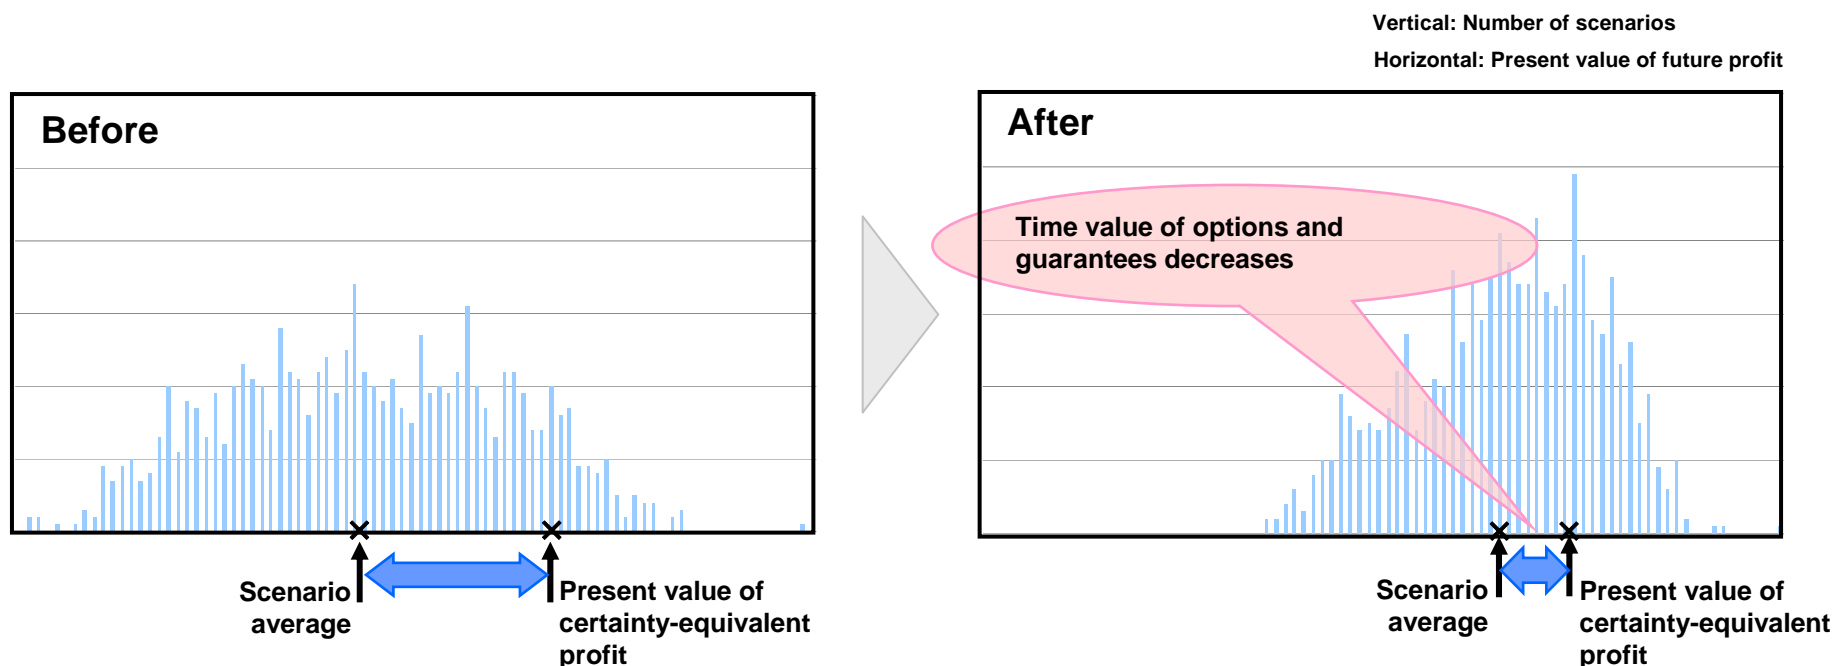 Vertical: Number of scenarios
Horizontal: Present value of future profit
Before
After
Time value of options and
guarantees decreases
Scenario
average
Present value of
certainty-equivalent
profit
Scenario
average
Present value of
certainty-equivalent
profit